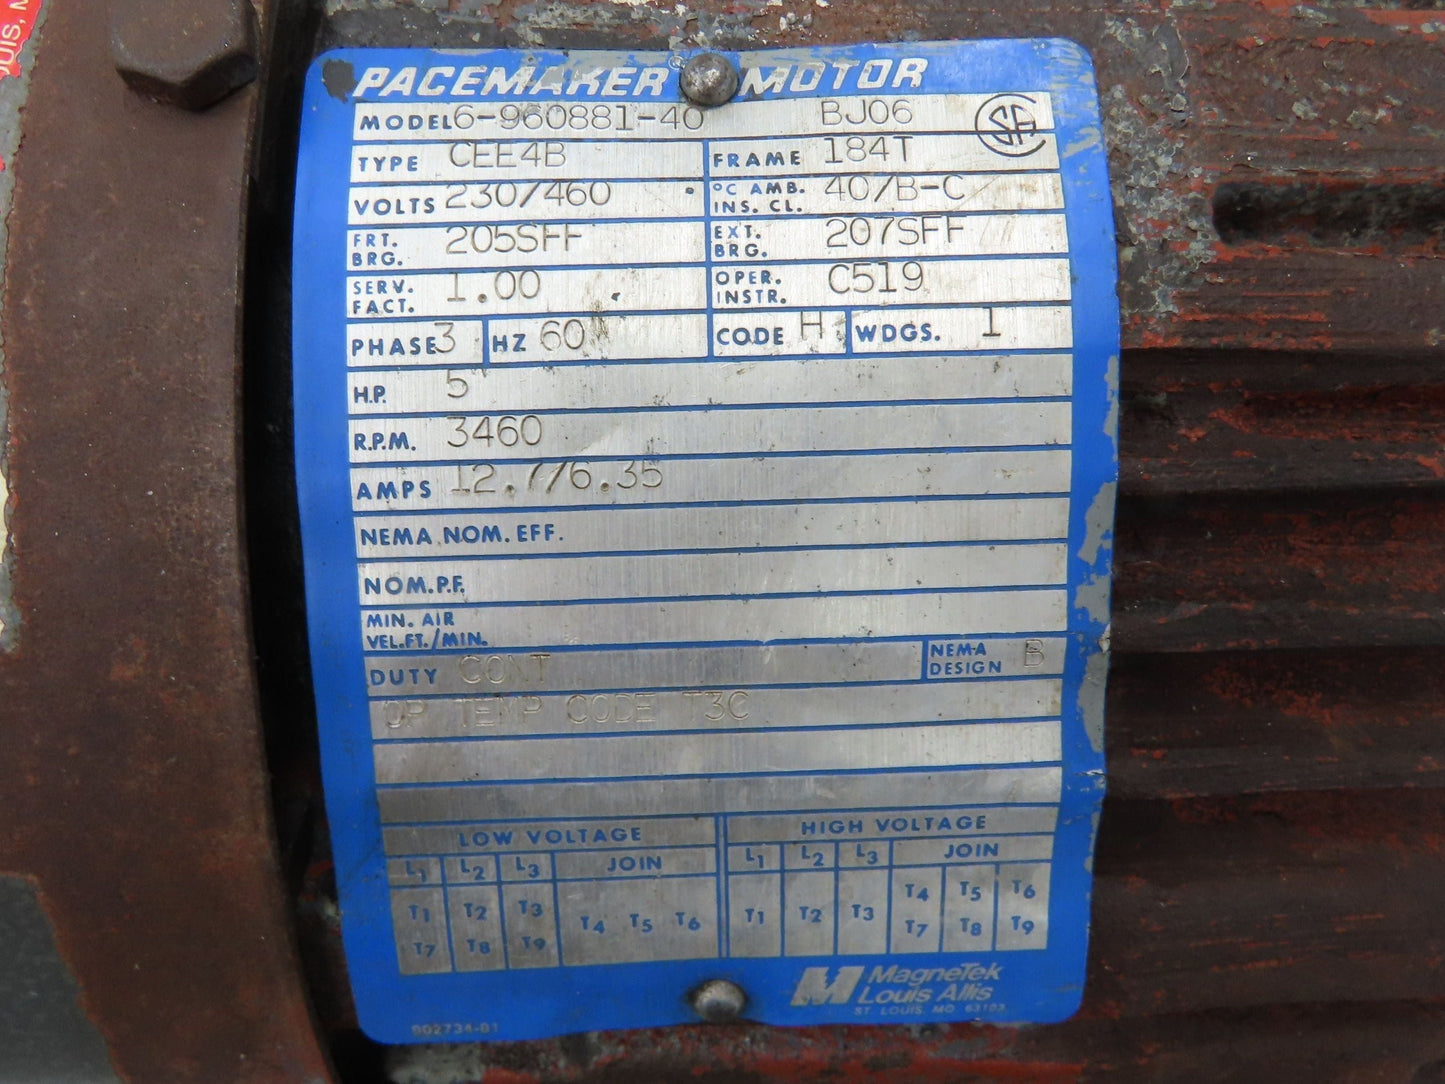 PACEMAKER ® MOTOR
MODEL 6-960881-40 BJ06
TYPE CEE4B FRAME 184T
VOLTS 230/460 °C AMB. INS. CL. 40/B-C
FRT. BRG. 205SFF EXT. BRG. 207SFF
SERV. FACT. 1.00 OPER. INSTR. C519
PHASE 3 HZ 60 CODE H WDGS. 1
H.P. 5
R.P.M. 3460
AMPS 12.7/6.35
NEMA NOM. EFF.
NOM. P.F.
MIN. AIR
VEL.FT./MIN.
DUTY CONT NEMA DESIGN B
OP TEMP CODE T3C
LOW VOLTAGE HIGH VOLTAGE
L1 L2 L3 JOIN L1 L2 L3 JOIN
T1 T2 T3 T4 T5 T6 T1 T2 T3 T4 T5 T6
T7 T8 T9 T7 T8 T9
MagneTek
Louis Allis
ST. LOUIS, MO 63103
902734-01